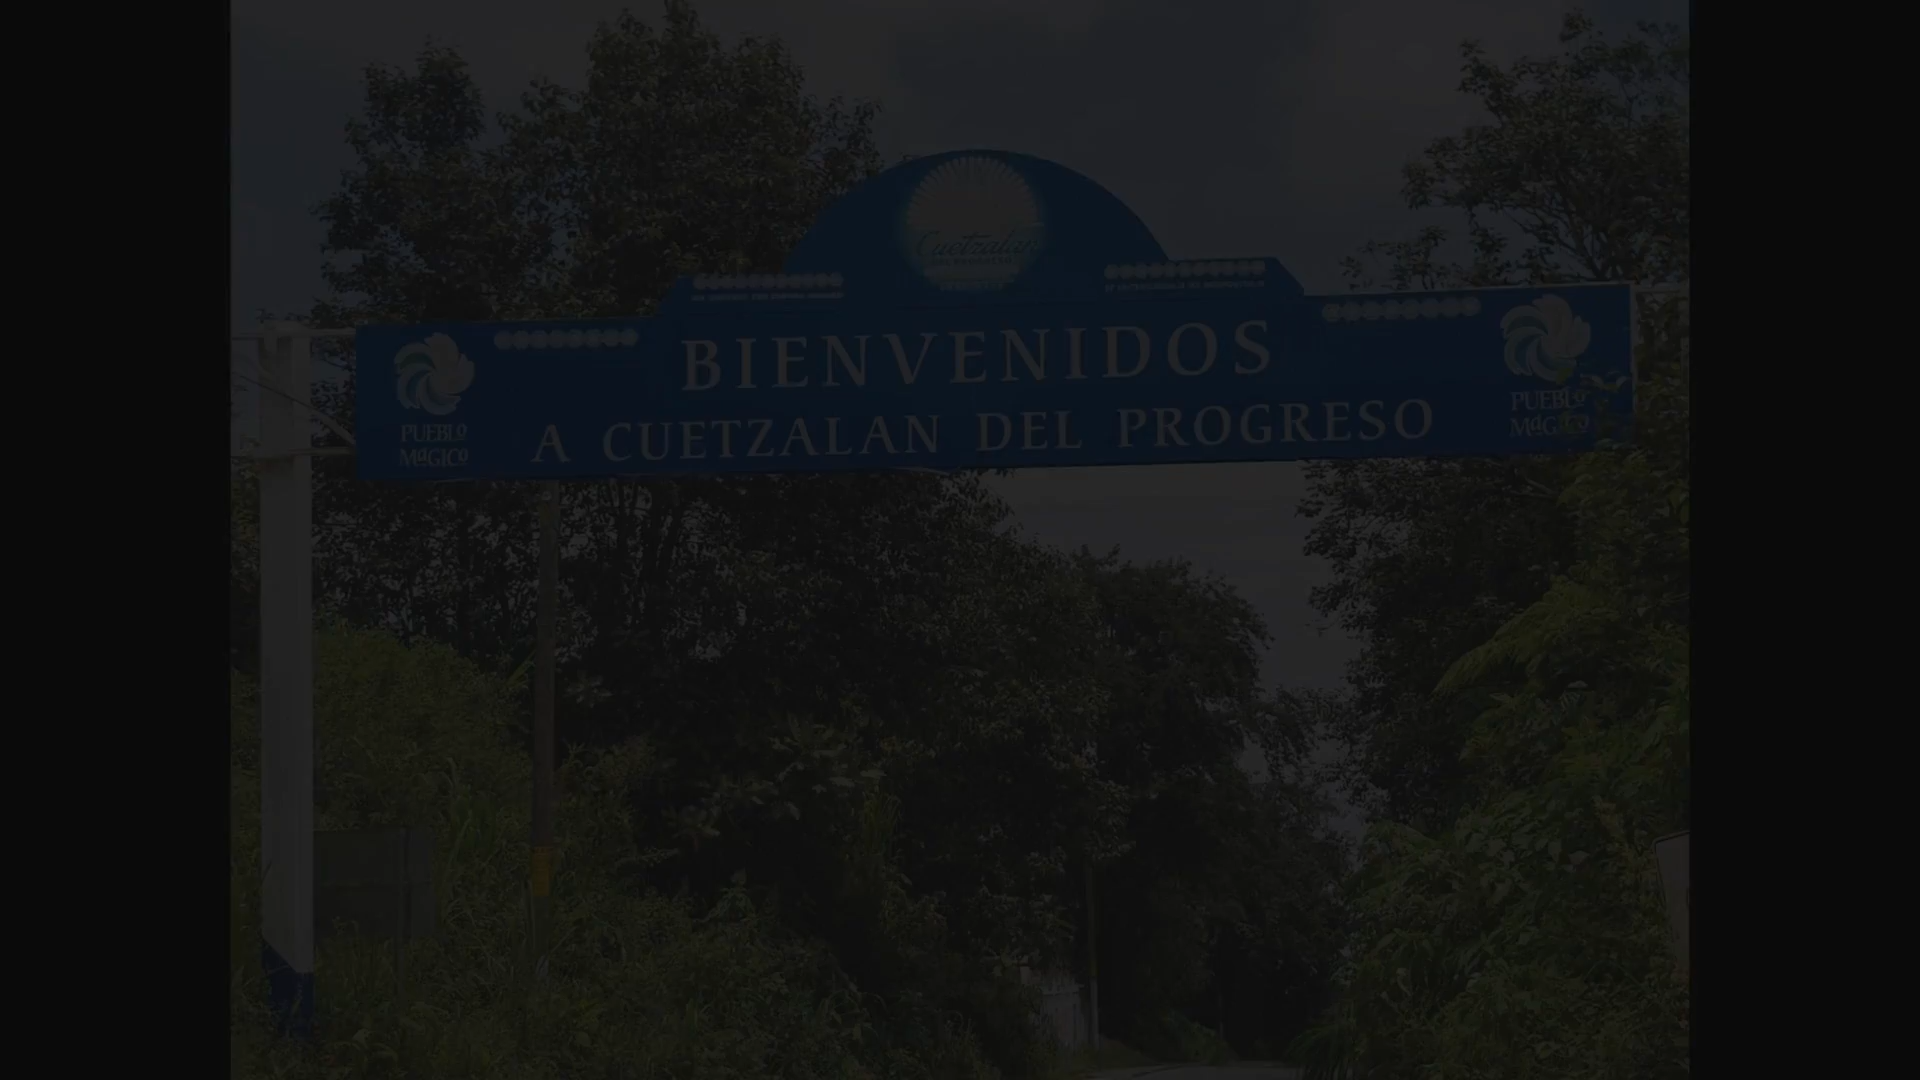 Cuetzalan
BIENVENIDOS
A CUETZALAN DEL PROGRESO
PUEBLO
MaGICO
PUEBLO
MaGICO